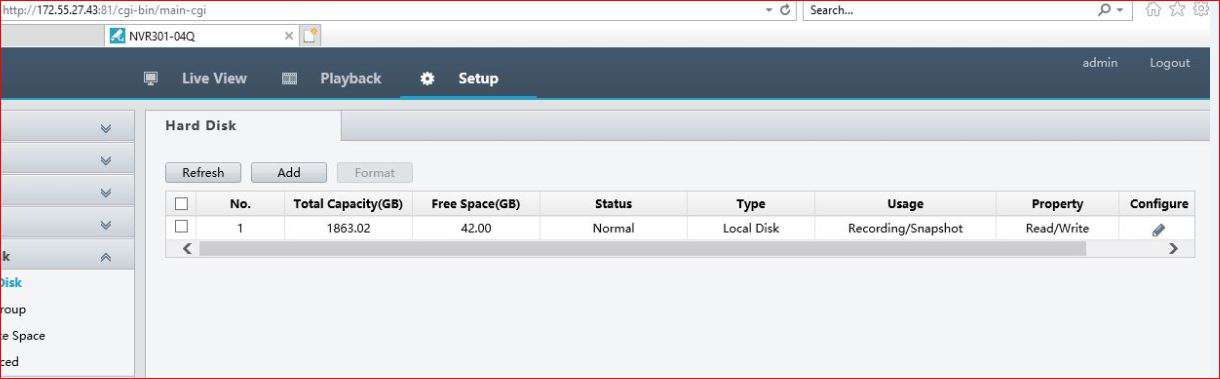 http://172.55.27.43:81/cgi-bin/main-cgi
Search...
NVR301-04Q
Live View
Playback
Setup
admin
Logout
Hard Disk
Refresh
Add
Format
No. Total Capacity(GB) Free Space(GB) Status Type Usage Property Configure
1 1863.02 42.00 Normal Local Disk Recording/Snapshot Read/Write
k
Disk
roup
te Space
ced